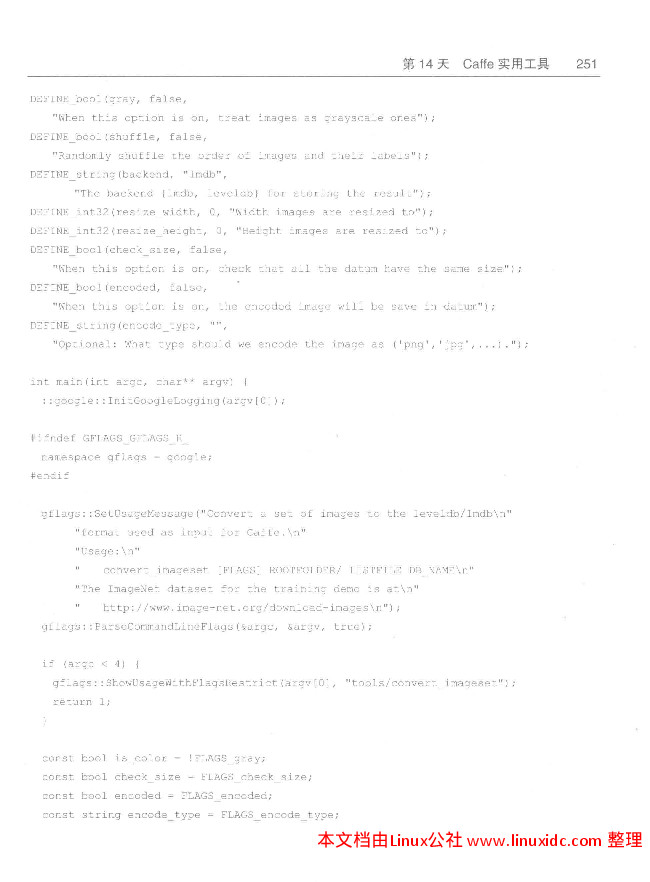 第 14 天 Caffe 实用工具 251
DEFINE_bool(gray, false,
"When this option is on, treat images as grayscale ones");
DEFINE_bool(shuffle, false,
"Randomly shuffle the order of images and their labels");
DEFINE_string(backend, "lmdb",
"The backend {lmdb, leveldb} for storing the result");
DEFINE_int32(resize_width, 0, "Width images are resized to");
DEFINE_int32(resize_height, 0, "Height images are resized to");
DEFINE_bool(check_size, false,
"When this option is on, check that all the datum have the same size");
DEFINE_bool(encoded, false,
"When this option is on, the encoded image will be save in datum");
DEFINE_string(encode_type, "",
"Optional: What type should we encode the image as ('png','jpg',...).");
int main(int argc, char** argv) {
::google::InitGoogleLogging(argv[0]);
#ifndef GFLAGS_GFLAGS_H_
namespace gflags = google;
#endif
gflags::SetUsageMessage("Convert a set of images to the leveldb/lmdb\n"
"format used as input for Caffe.\n"
"Usage:\n"
" convert_imageset [FLAGS] ROOTFOLDER/ LISTFILE DB_NAME\n"
"The ImageNet dataset for the training demo is at\n"
" http://www.image-net.org/download-images\n");
gflags::ParseCommandLineFlags(&argc, &argv, true);
if (argc < 4) {
gflags::ShowUsageWithFlagsRestrict(argv[0], "tools/convert_imageset");
return 1;
}
const bool is_color = !FLAGS_gray;
const bool check_size = FLAGS_check_size;
const bool encoded = FLAGS_encoded;
const string encode_type = FLAGS_encode_type;
本文档由Linux公社 www.linuxidc.com 整理